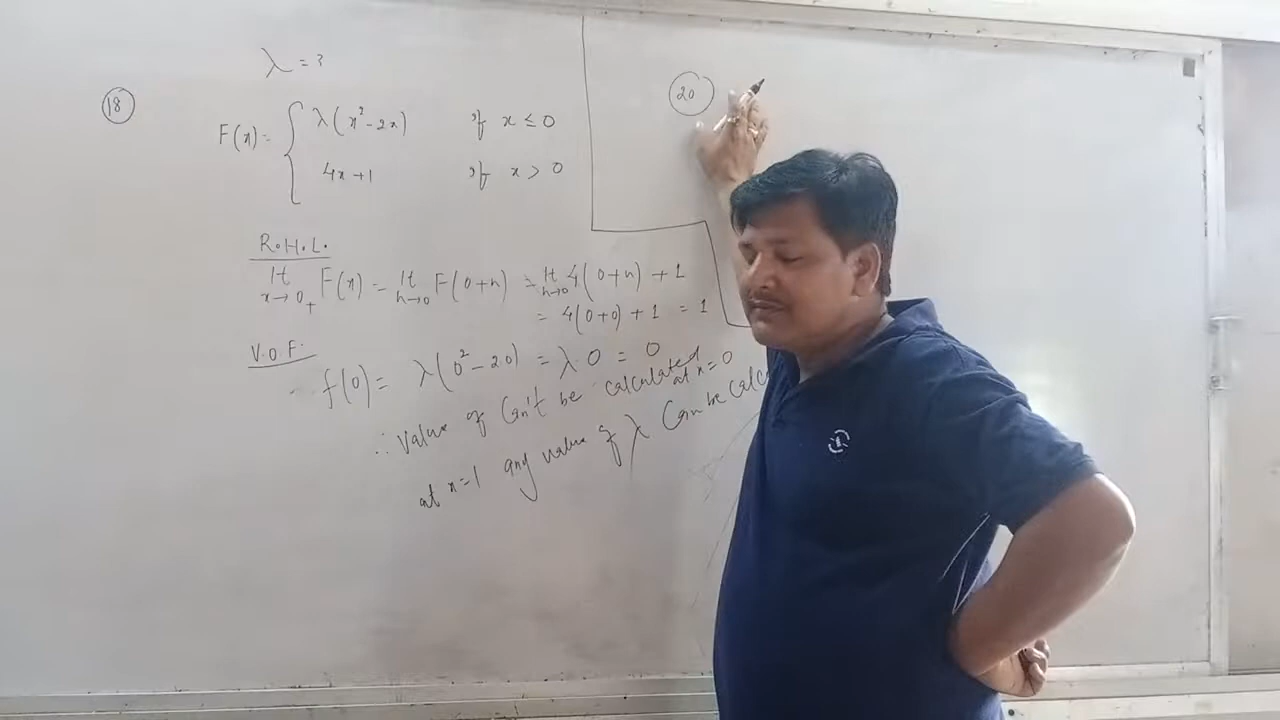 λ = ?
18
F(x) = { λ(x² - 2x) if x ≤ 0
4x + 1 if x > 0
R.H.L.
lt x→0+ F(x) = lt h→0 F(0+h) = lt h→0 4(0+h) + 1
= 4(0+0) + 1 = 1
V.O.F.
f(0) = λ(0² - 2.0) = λ 0 = 0
∴ Value of Can't be calculated at x = 0
at x = 1 any value of λ Can be
20